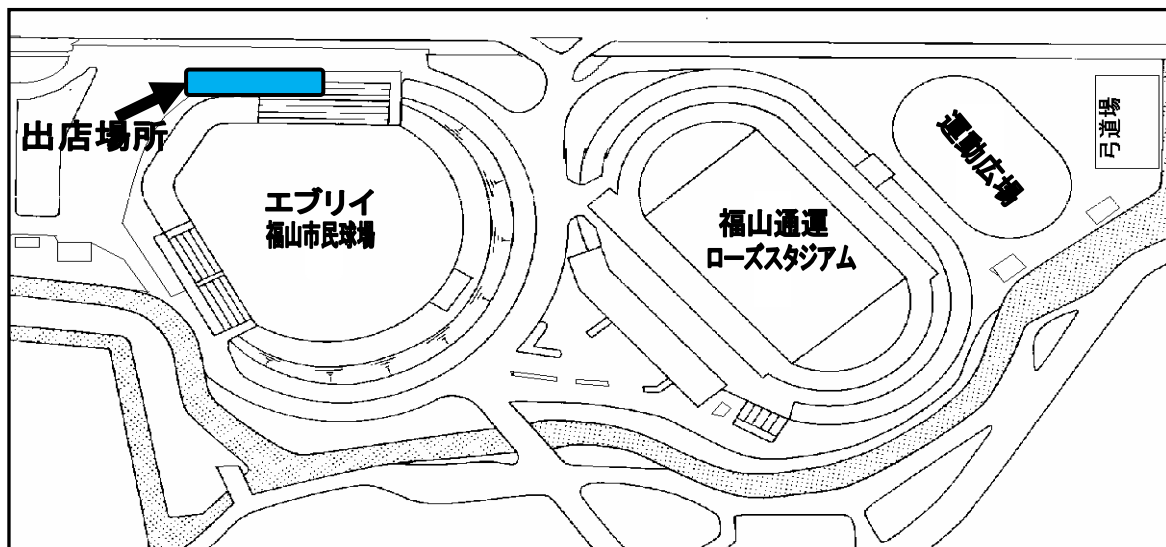 出店場所
エブリイ
福山市民球場
福山通運
ローズスタジアム
運動広場
弓道場